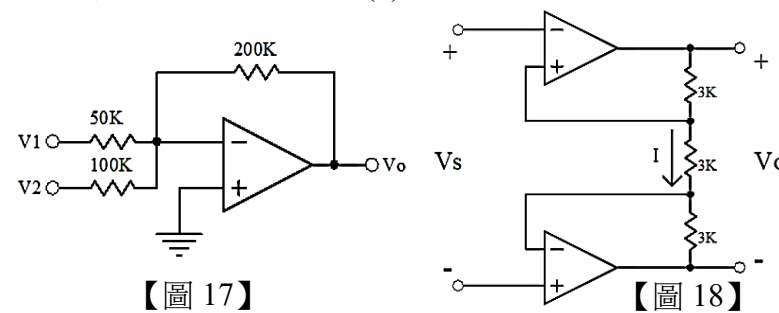 200K
50K
V1
100K
V2
Vo
【圖 17】
+
3K
+
I
3K
Vs
3K
-
-
【圖 18】